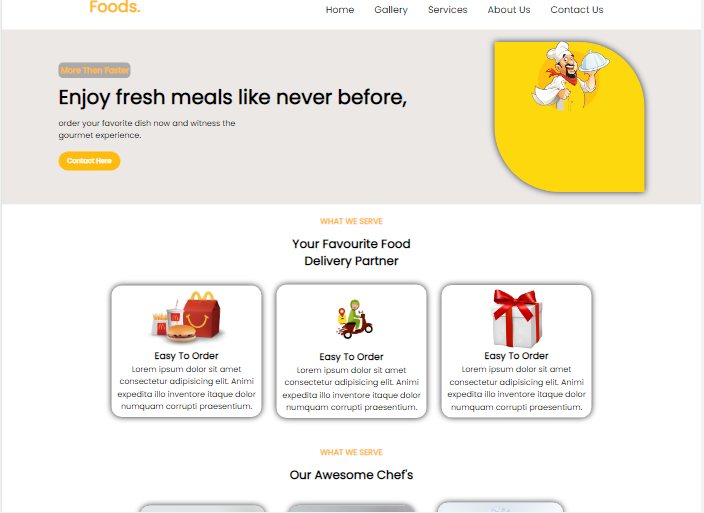 Foods.
Home Gallery Services About Us Contact Us
More Then Faster
Enjoy fresh meals like never before,
order your favorite dish now and witness the
gourmet experience.
Contact Here
WHAT WE SERVE
Your Favourite Food
Delivery Partner
Easy To Order
Lorem ipsum dolor sit amet
consectetur adipisicing elit. Animi
expedita illo inventore itaque dolor
numquam corrupti praesentium.
Easy To Order
Lorem ipsum dolor sit amet
consectetur adipisicing elit. Animi
expedita illo inventore itaque dolor
numquam corrupti praesentium.
Easy To Order
Lorem ipsum dolor sit amet
consectetur adipisicing elit. Animi
expedita illo inventore itaque dolor
numquam corrupti praesentium.
WHAT WE SERVE
Our Awesome Chef's